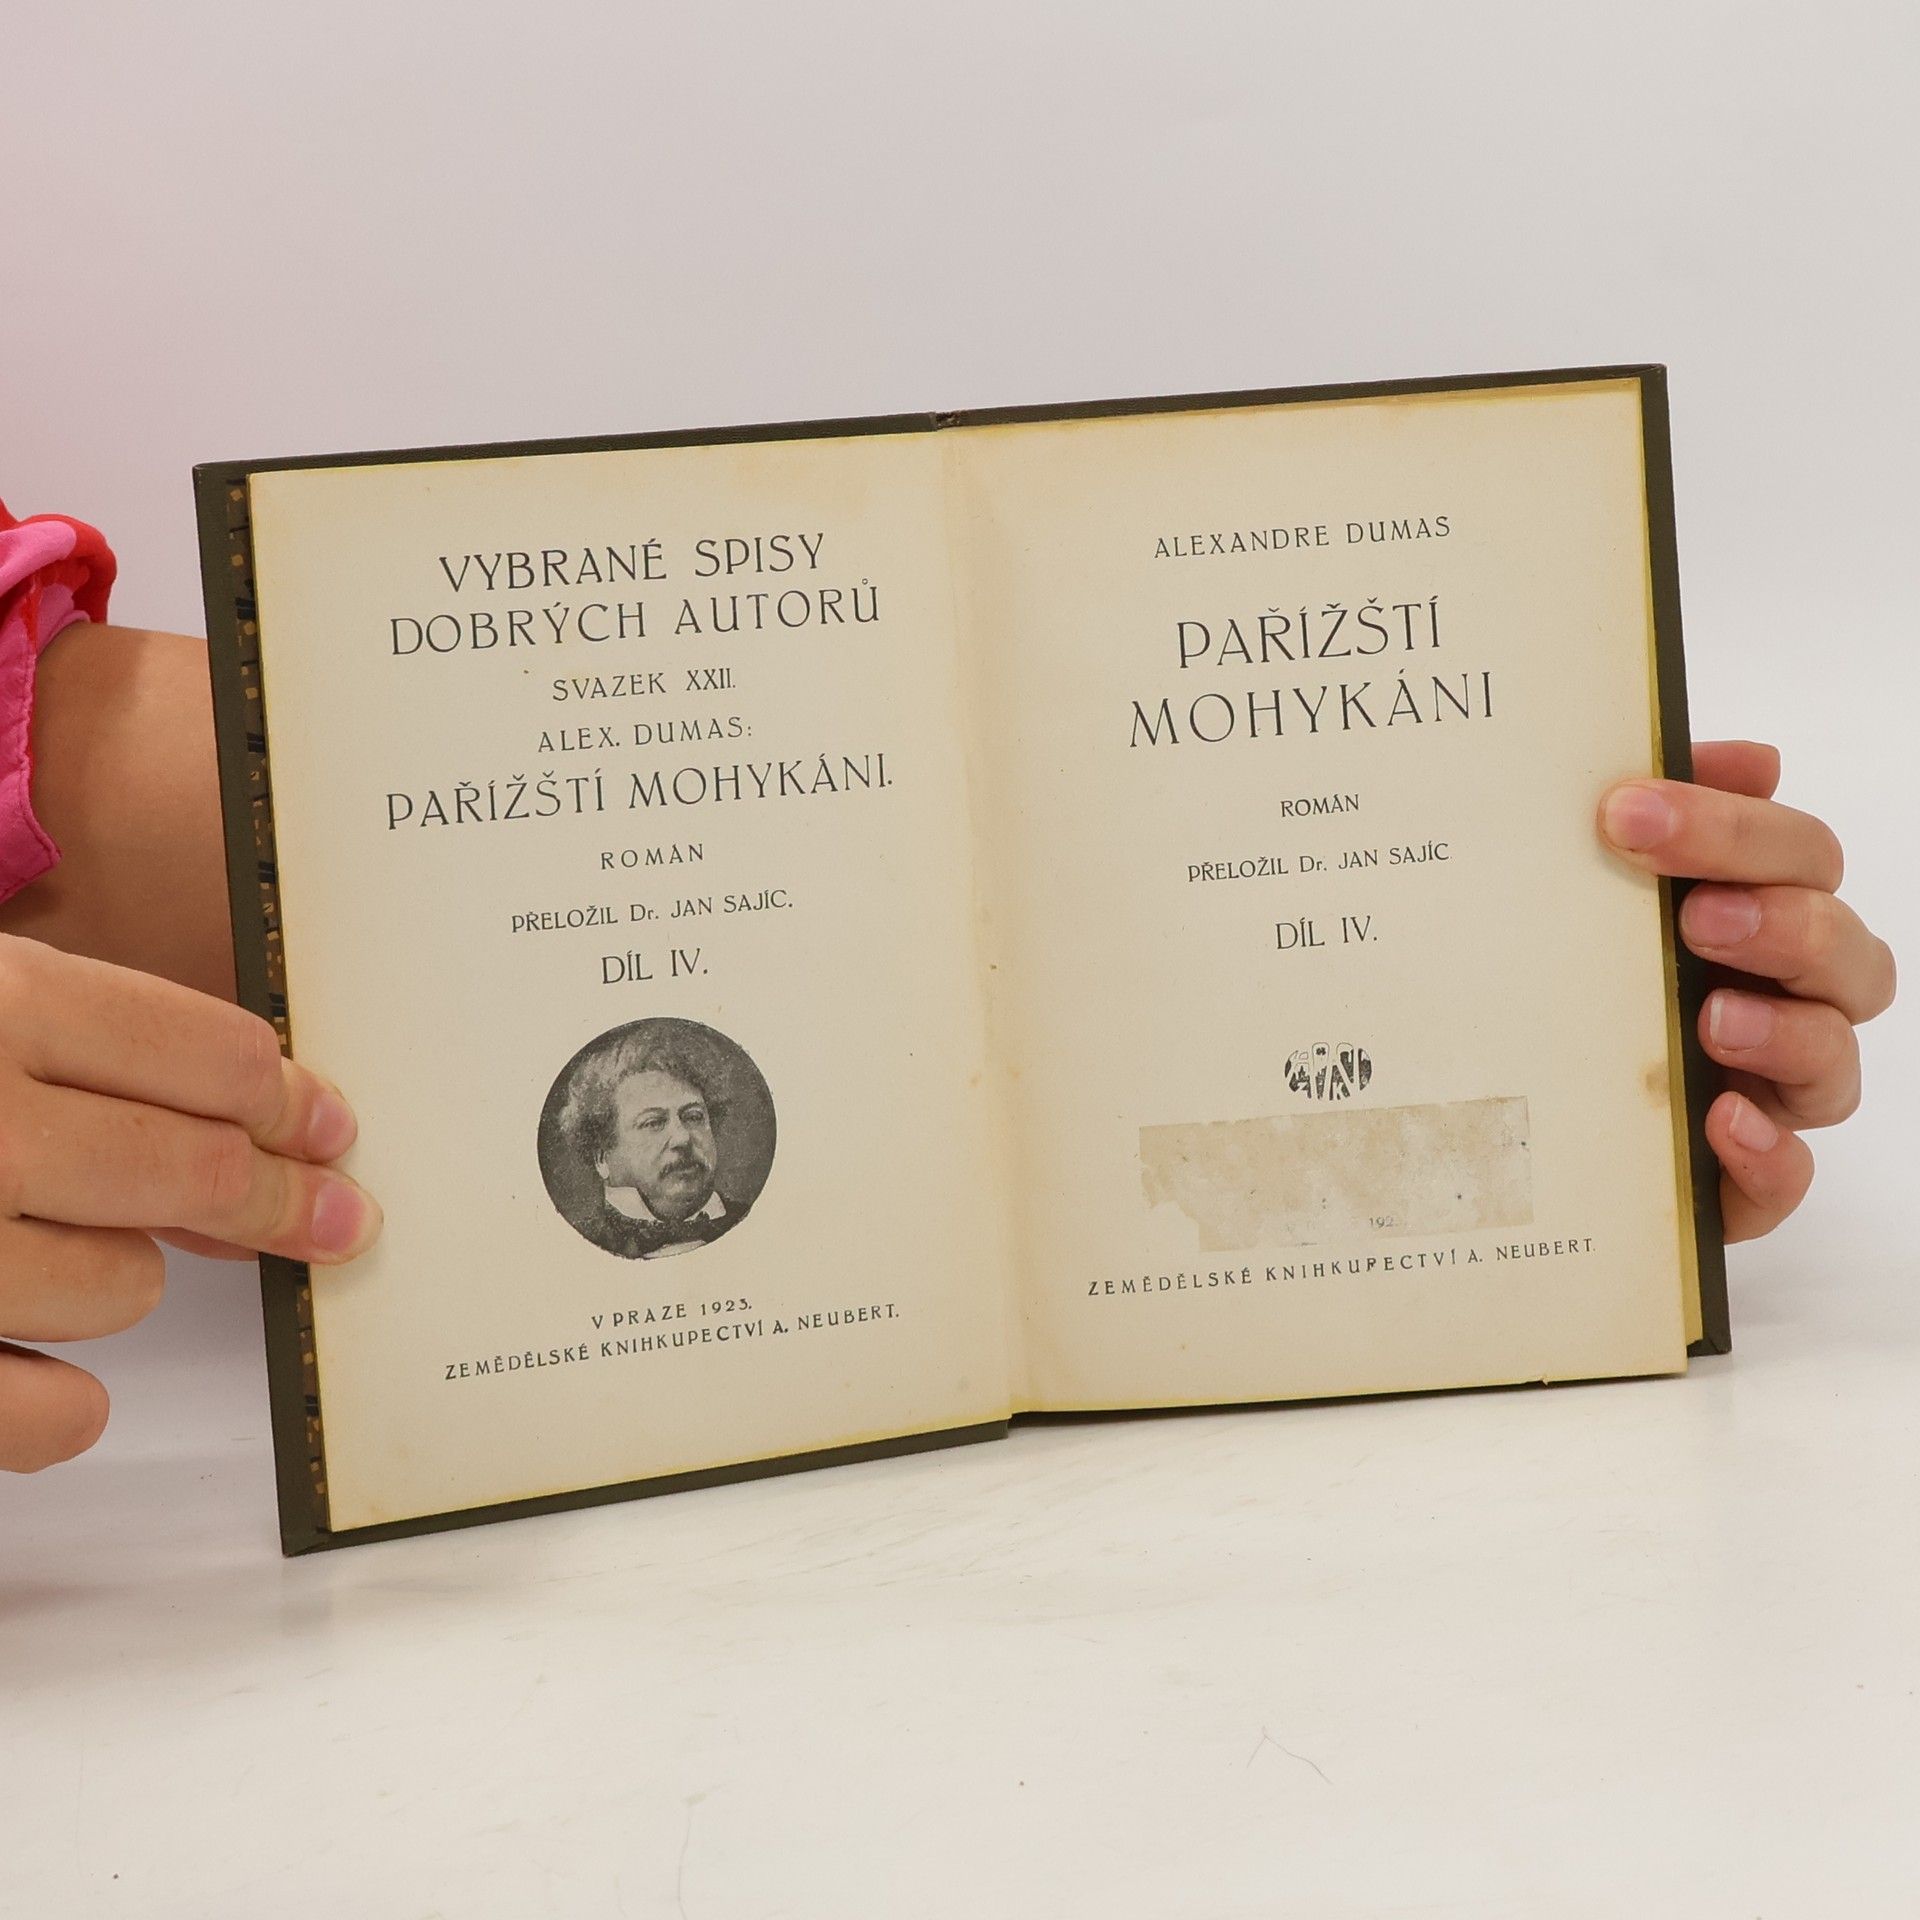 VYBRANÉ SPISY
DOBRÝCH AUTORŮ
SVAZEK XXII.
ALEX. DUMAS:
PAŘÍŽŠTÍ MOHYKÁNI.
ROMÁN
PŘELOŽIL Dr. JAN SAJÍC.
DÍL IV.
V PRAZE 1923.
ZEMĚDĚLSKÉ KNIHKUPECTVÍ A. NEUBERT.
ALEXANDRE DUMAS
PAŘÍŽŠTÍ
MOHYKÁNI
ROMÁN
PŘELOŽIL Dr. JAN SAJÍC.
DÍL IV.
192
ZEMĚDĚLSKÉ KNIHKUPECTVÍ A. NEUBERT.